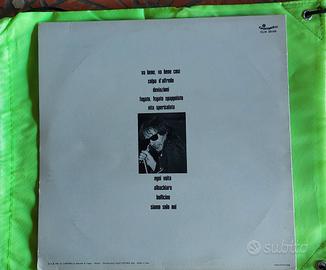 va bene, va bene così
colpa d'alfredo
deviazioni
fegato, fegato spappolato
vita spericolata
ogni volta
albachiara
bollicine
siamo solo noi
subito